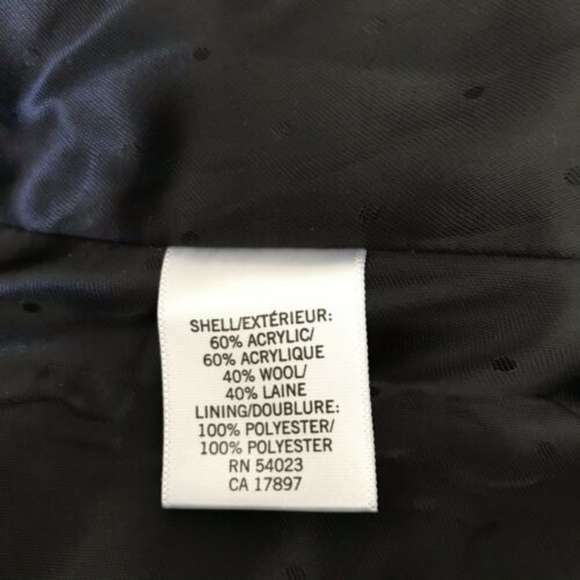 SHELL/EXTÉRIEUR:
60% ACRYLIC/
60% ACRYLIQUE
40% WOOL/
40% LAINE
LINING/DOUBLURE:
100% POLYESTER/
100% POLYESTER
RN 54023
CA 17897